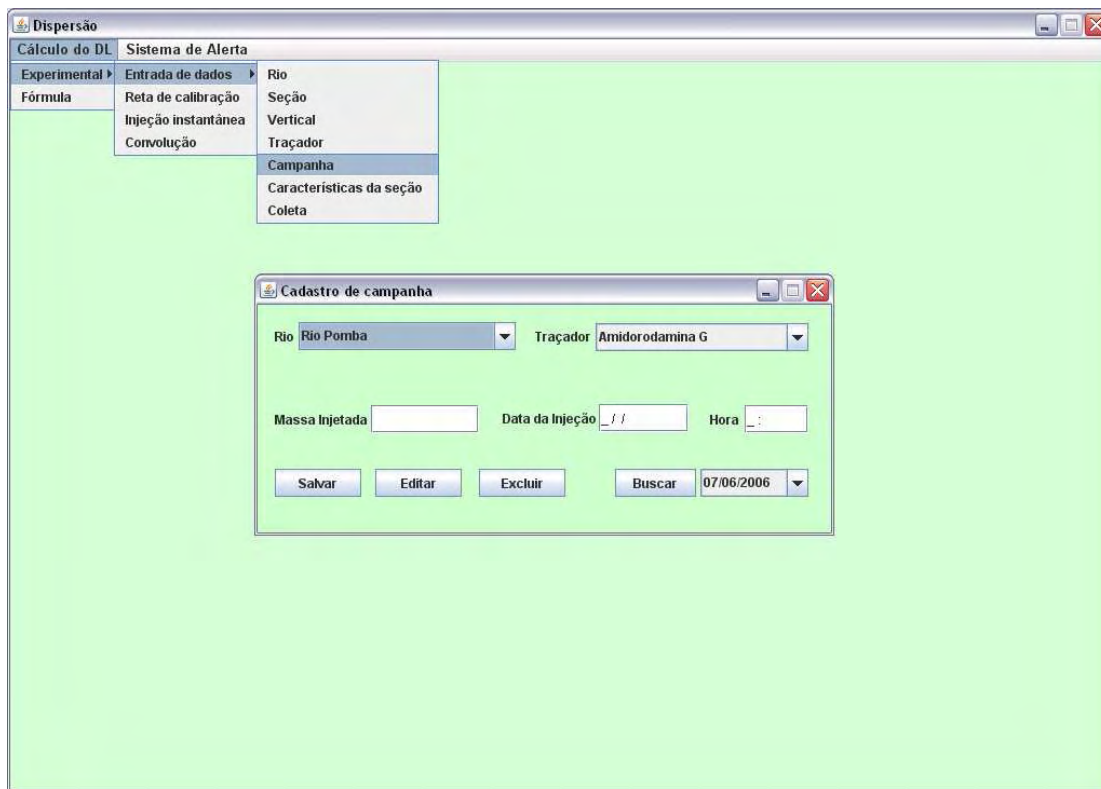 Dispersão
Cálculo do DL Sistema de Alerta
Experimental Entrada de dados Rio
Fórmula Reta de calibração Seção
Injeção instantânea Vertical
Convolução Traçador
Campanha
Características da seção
Coleta
Cadastro de campanha
Rio Rio Pomba Traçador Amidorodamina G
Massa Injetada Data da Injeção _/ / Hora _ :
Salvar Editar Excluir Buscar 07/06/2006